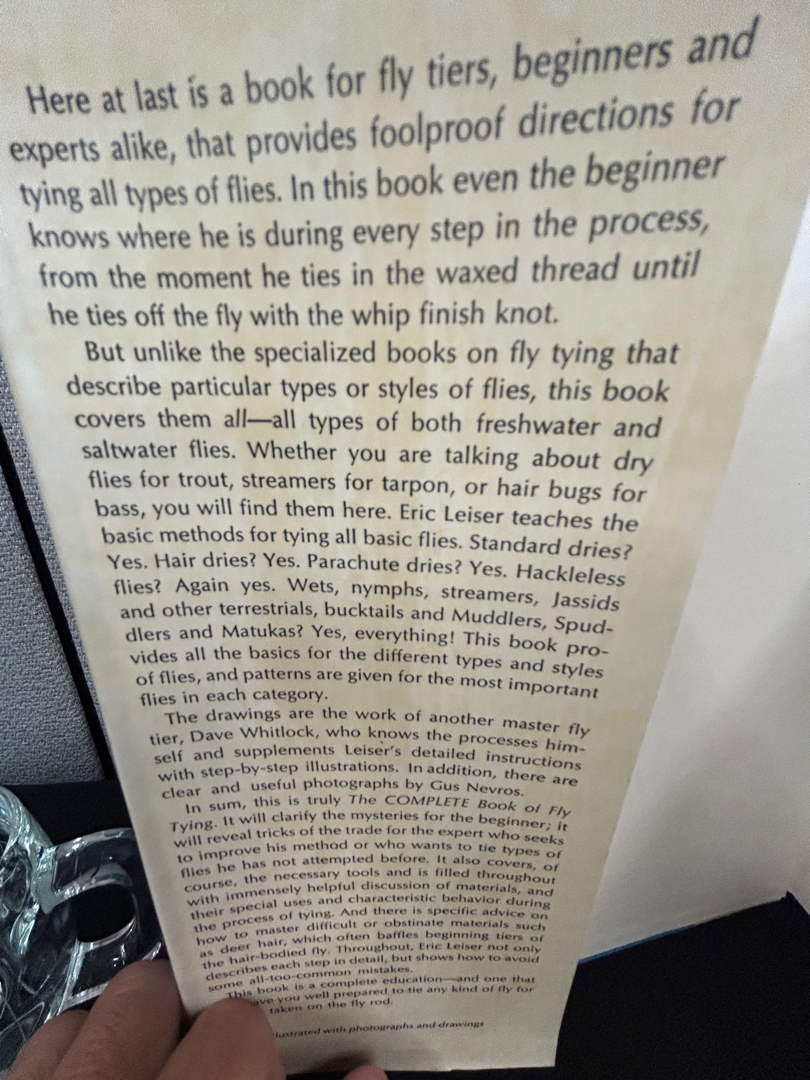 Here at last is a book for fly tiers, beginners and
experts alike, that provides foolproof directions for
tying all types of flies. In this book even the beginner
knows where he is during every step in the process,
from the moment he ties in the waxed thread until
he ties off the fly with the whip finish knot.
But unlike the specialized books on fly tying that
describe particular types or styles of flies, this book
covers them all—all types of both freshwater and
saltwater flies. Whether you are talking about dry
flies for trout, streamers for tarpon, or hair bugs for
bass, you will find them here. Eric Leiser teaches the
basic methods for tying all basic flies. Standard dries?
Yes. Hair dries? Yes. Parachute dries? Yes. Hackleless
flies? Again yes. Wets, nymphs, streamers, Jassids
and other terrestrials, bucktails and Muddlers, Spud-
dlers and Matukas? Yes, everything! This book pro-
vides all the basics for the different types and styles
of flies, and patterns are given for the most important
flies in each category.
The drawings are the work of another master fly
tier, Dave Whitlock, who knows the processes him-
self and supplements Leiser's detailed instructions
with step-by-step illustrations. In addition, there are
clear and useful photographs by Gus Nevros.
In sum, this is truly The COMPLETE Book of Fly
Tying. It will clarify the mysteries for the beginner; it
will reveal tricks of the trade for the expert who seeks
to improve his method or who wants to tie types of
flies he has not attempted before. It also covers, of
course, the necessary tools and is filled throughout
with immensely helpful discussion of materials, and
their special uses and characteristic behavior during
the process of tying. And there is specific advice on
how to master difficult or obstinate materials such
as deer hair, which often baffles beginning tiers of
the hair-bodied fly. Throughout, Eric Leiser not only
describes each step in detail, but shows how to avoid
some all-too-common mistakes.
This book is a complete education—and one that
you well prepared to tie any kind of fly for
taken on the fly rod.
with photographs and drawings